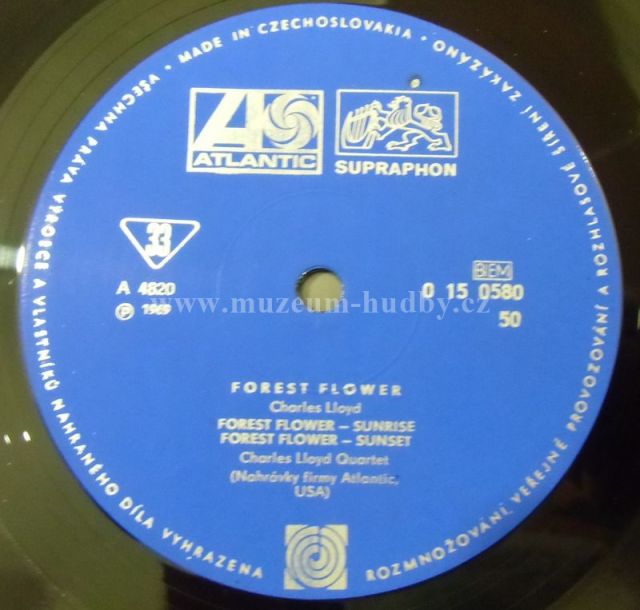 VŠECHNA PRÁVA VÝROBCE A VLASTNÍKŮ NAHRANÉHO DÍLA VYHRAZENA
• MADE IN CZECHOSLOVAKIA •
ROZMNOŽOVÁNÍ, VEŘEJNÉ PROVOZOVÁNÍ A ROZHLASOVÉ ŠÍŘENÍ ZAKÁZÁNO
ATLANTIC
SUPRAPHON
33
BIEM
A 4820
0 15 0580
℗ 1969
50
www.muzeum-hudby.cz
FOREST FLOWER
Charles Lloyd
FOREST FLOWER – SUNRISE
FOREST FLOWER – SUNSET
Charles Lloyd Quartet
(Nahrávky firmy Atlantic,
USA)